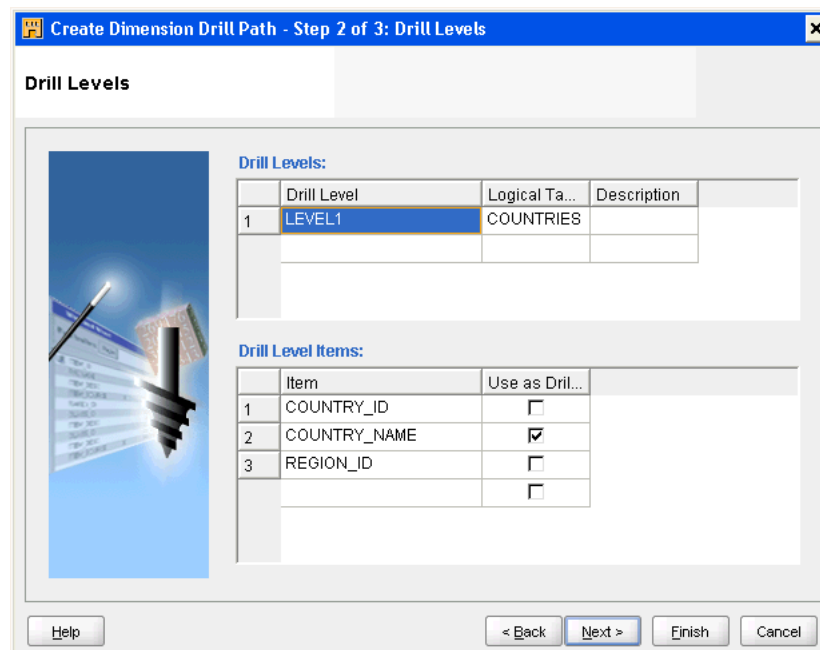 Create Dimension Drill Path - Step 2 of 3: Drill Levels
Drill Levels
Drill Levels:
Drill Level Logical Ta... Description
1 LEVEL1 COUNTRIES
Drill Level Items:
Item Use as Dril...
1 COUNTRY_ID
2 COUNTRY_NAME
3 REGION_ID
Help < Back Next > Finish Cancel